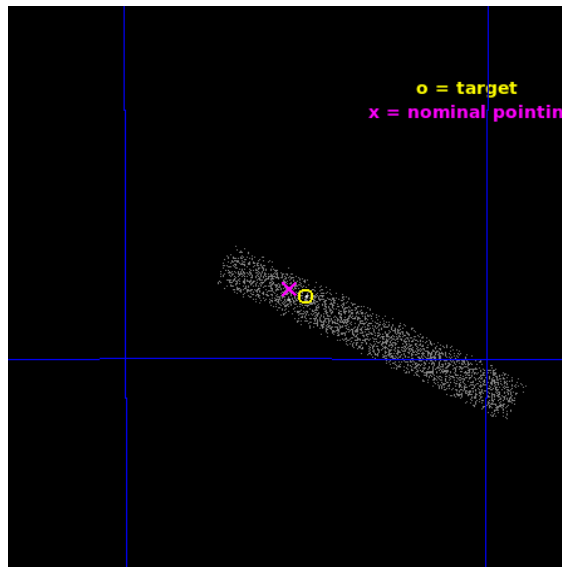 o = target
x = nominal pointin